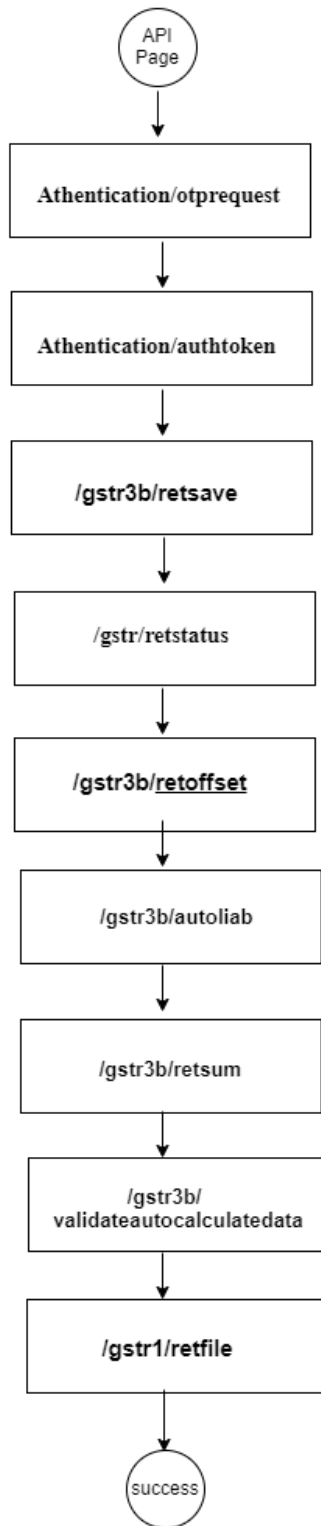 API
Page
Athentication/otprequest
Athentication/authtoken
/gstr3b/retsave
/gstr/retstatus
/gstr3b/retoffset
/gstr3b/autoliab
/gstr3b/retsum
/gstr3b/
validateautocalculatedata
/gstr1/retfile
success